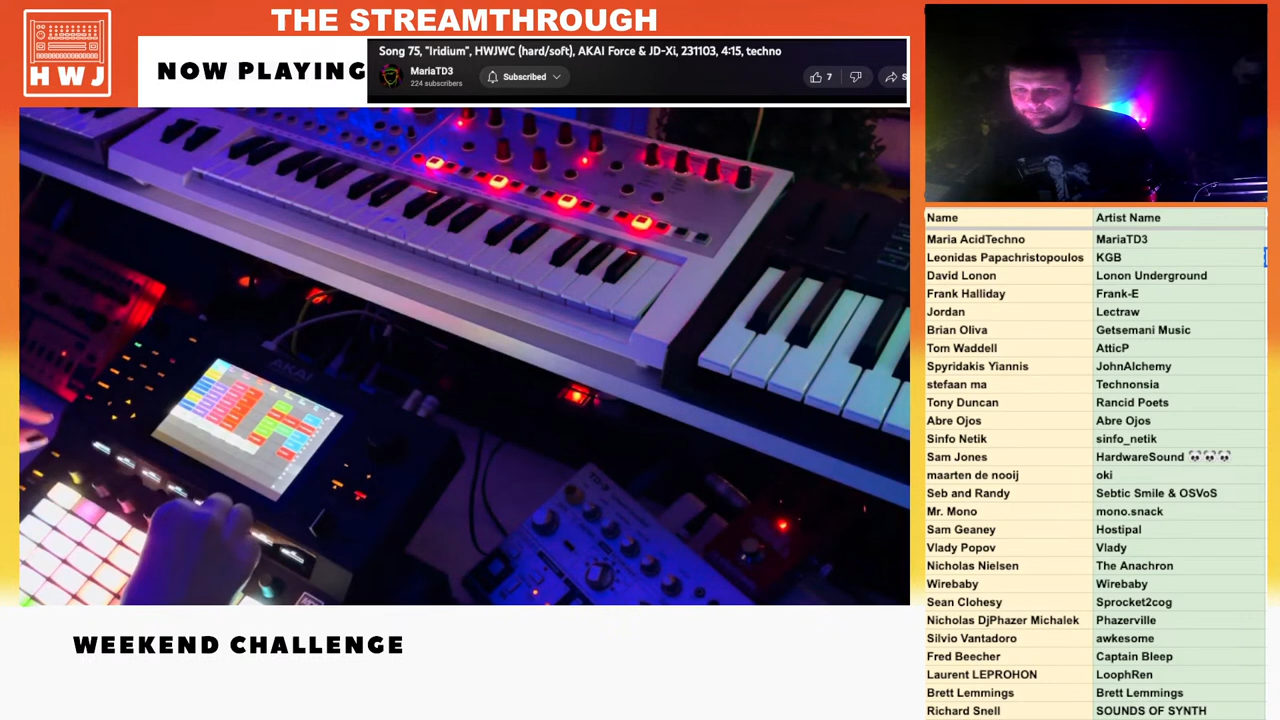 THE STREAMTHROUGH
HWJ
NOW PLAYING
Song 75, "Iridium", HWJWC (hard/soft), AKAI Force & JD-Xi, 231103, 4:15, techno
MariaTD3
224 subscribers
Subscribed
7
S
AKAI
TD-3
WEEKEND CHALLENGE
Name Artist Name
Maria AcidTechno MariaTD3
Leonidas Papachristopoulos KGB
David Lonon Lonon Underground
Frank Halliday Frank-E
Jordan Lectraw
Brian Oliva Getsemani Music
Tom Waddell AtticP
Spyridakis Yiannis JohnAlchemy
stefaan ma Technonsia
Tony Duncan Rancid Poets
Abre Ojos Abre Ojos
Sinfo Netik sinfo_netik
Sam Jones HardwareSound 🐼🐼🐼
maarten de nooij oki
Seb and Randy Sebtic Smile & OSVoS
Mr. Mono mono.snack
Sam Geaney Hostipal
Vlady Popov Vlady
Nicholas Nielsen The Anachron
Wirebaby Wirebaby
Sean Clohesy Sprocket2cog
Nicholas DjPhazer Michalek Phazerville
Silvio Vantadoro awkesome
Fred Beecher Captain Bleep
Laurent LEPROHON LoophRen
Brett Lemmings Brett Lemmings
Richard Snell SOUNDS OF SYNTH